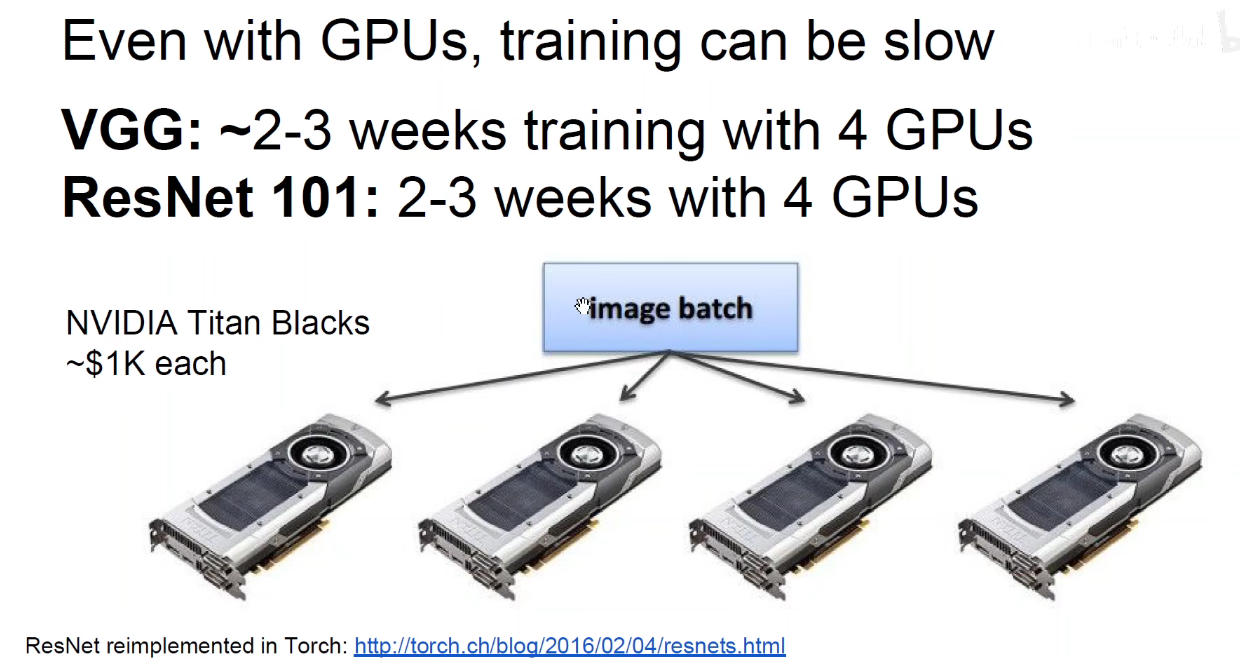 Even with GPUs, training can be slow
VGG: ~2-3 weeks training with 4 GPUs
ResNet 101: 2-3 weeks with 4 GPUs
image batch
NVIDIA Titan Blacks
~$1K each
ResNet reimplemented in Torch: http://torch.ch/blog/2016/02/04/resnets.html